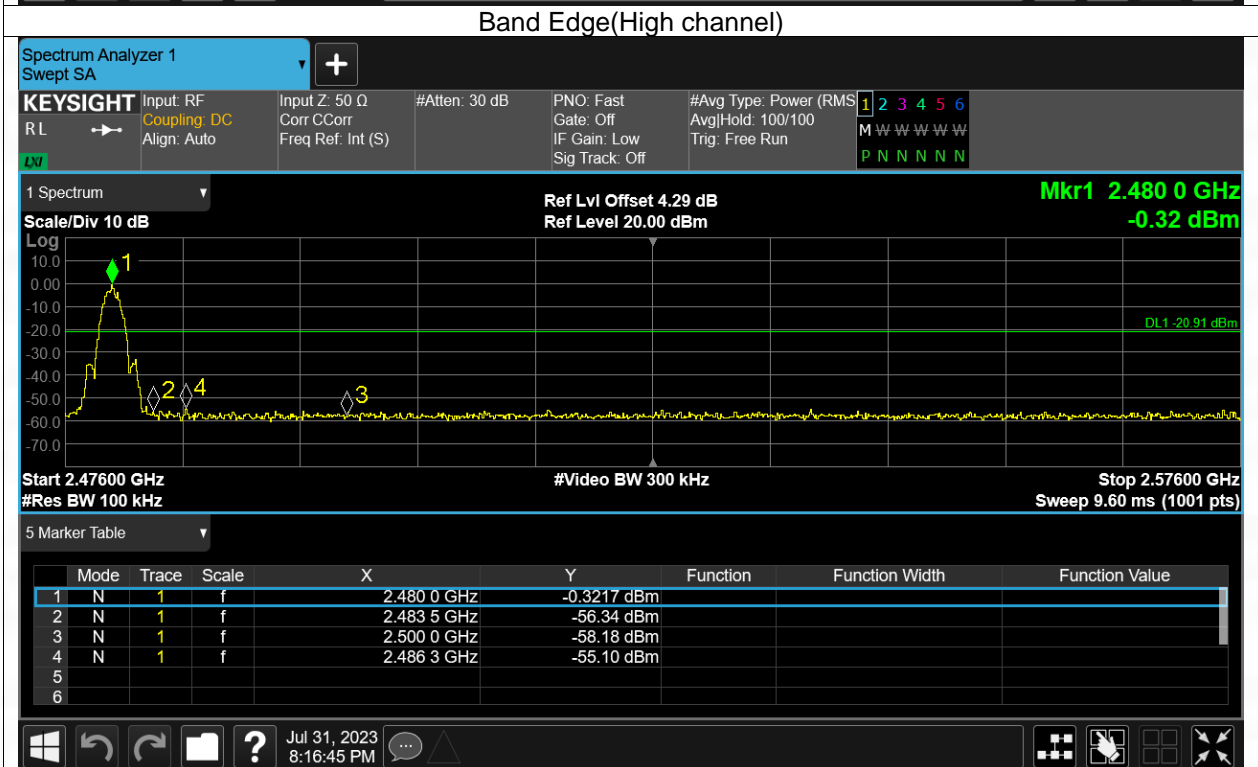 Band Edge(High channel)
Spectrum Analyzer 1
Swept SA
+
KEYSIGHT Input: RF Input Z: 50 Ω #Atten: 30 dB PNO: Fast #Avg Type: Power (RMS 1 2 3 4 5 6
RL Coupling: DC Corr CCorr Gate: Off Avg|Hold: 100/100 M W W W W W
Align: Auto Freq Ref: Int (S) IF Gain: Low Trig: Free Run
LXI Sig Track: Off P N N N N N
1 Spectrum Ref Lvl Offset 4.29 dB Mkr1 2.480 0 GHz
Scale/Div 10 dB Ref Level 20.00 dBm -0.32 dBm
Log
10.0 1
0.00
-10.0
-20.0 DL1 -20.91 dBm
-30.0
-40.0 2 4
-50.0 3
-60.0
-70.0
Start 2.47600 GHz #Video BW 300 kHz Stop 2.57600 GHz
#Res BW 100 kHz Sweep 9.60 ms (1001 pts)
5 Marker Table
Mode Trace Scale X Y Function Function Width Function Value
1 N 1 f 2.480 0 GHz -0.3217 dBm
2 N 1 f 2.483 5 GHz -56.34 dBm
3 N 1 f 2.500 0 GHz -58.18 dBm
4 N 1 f 2.486 3 GHz -55.10 dBm
5
6
? Jul 31, 2023
8:16:45 PM